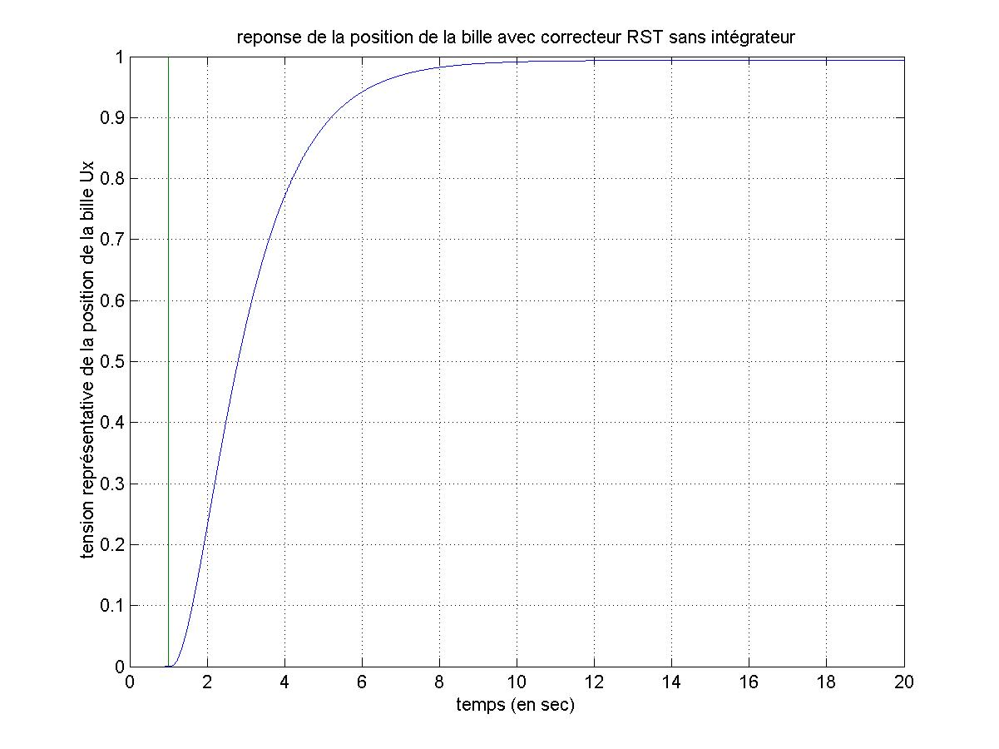 reponse de la position de la bille avec correcteur RST sans intégrateur
tension représentative de la position de la bille Ux
1
0.9
0.8
0.7
0.6
0.5
0.4
0.3
0.2
0.1
0
0 2 4 6 8 10 12 14 16 18 20
temps (en sec)